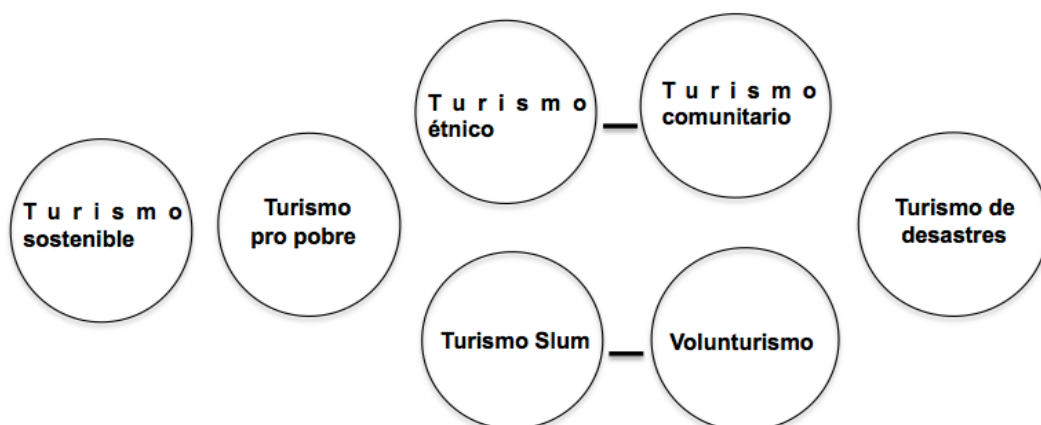 Turismo
sostenible
Turismo
pro pobre
Turismo
étnico
Turismo
comunitario
Turismo Slum
Volunturismo
Turismo de
desastres